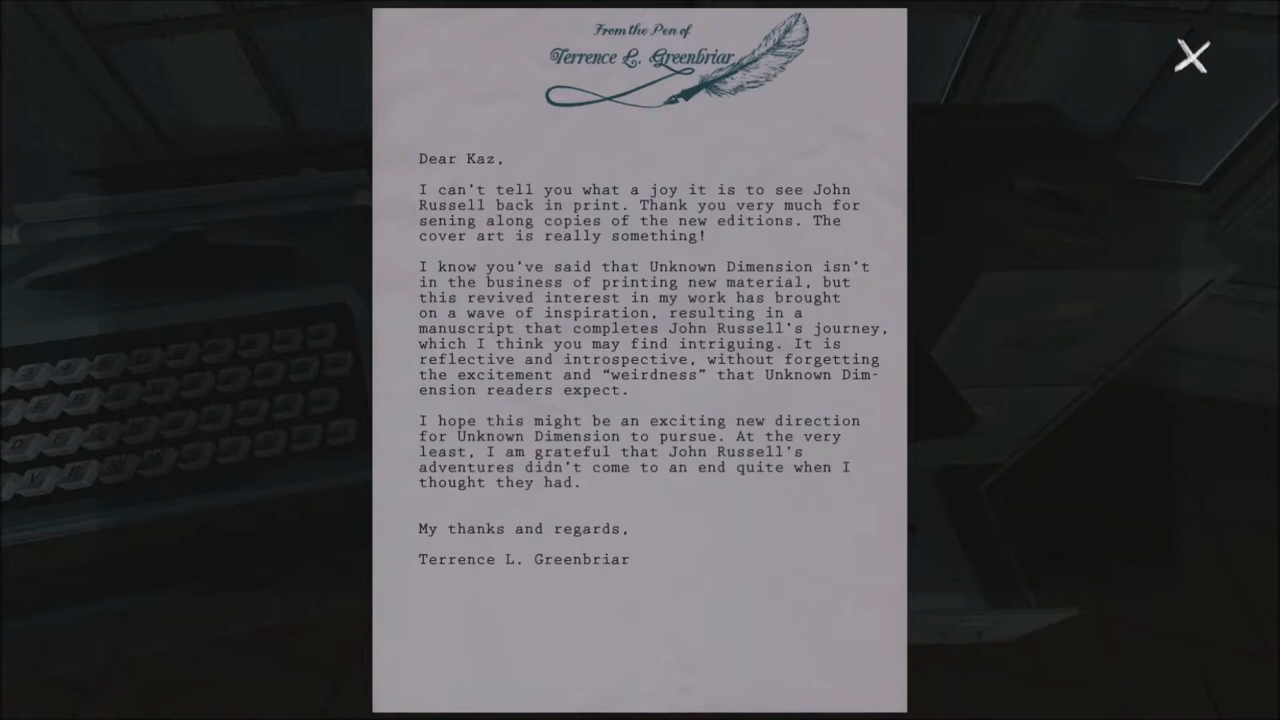 From the Pen of
Terrence L. Greenbriar
Dear Kaz,
I can't tell you what a joy it is to see John
Russell back in print. Thank you very much for
sening along copies of the new editions. The
cover art is really something!
I know you've said that Unknown Dimension isn't
in the business of printing new material, but
this revived interest in my work has brought
on a wave of inspiration, resulting in a
manuscript that completes John Russell's journey,
which I think you may find intriguing. It is
reflective and introspective, without forgetting
the excitement and “weirdness” that Unknown Dim-
ension readers expect.
I hope this might be an exciting new direction
for Unknown Dimension to pursue. At the very
least, I am grateful that John Russell's
adventures didn't come to an end quite when I
thought they had.
My thanks and regards,
Terrence L. Greenbriar